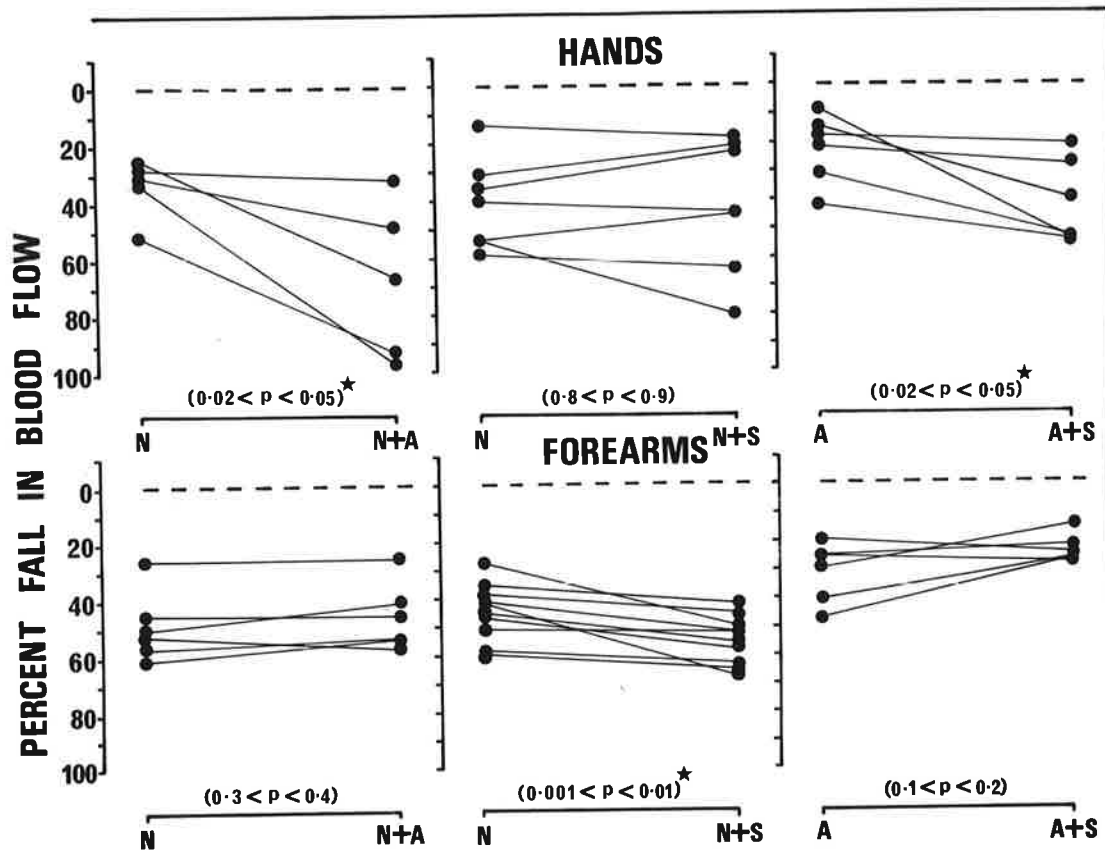 HANDS
PERCENT FALL IN BLOOD FLOW
0
20
40
60
80
100
(0·02 < P < 0·05)★
(0·8 < P < 0·9)
(0·02 < P < 0·05)★
N N+A
N N+S
A A+S
FOREARMS
0
20
40
60
80
100
(0·3 < P < 0·4)
(0·001 < P < 0·01)★
(0·1 < P < 0·2)
N N+A
N N+S
A A+S